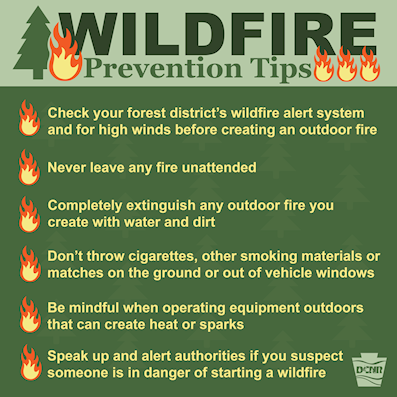 WILDFIRE
Prevention Tips
Check your forest district's wildfire alert system
and for high winds before creating an outdoor fire
Never leave any fire unattended
Completely extinguish any outdoor fire you
create with water and dirt
Don't throw cigarettes, other smoking materials or
matches on the ground or out of vehicle windows
Be mindful when operating equipment outdoors
that can create heat or sparks
Speak up and alert authorities if you suspect
someone is in danger of starting a wildfire
DCNR